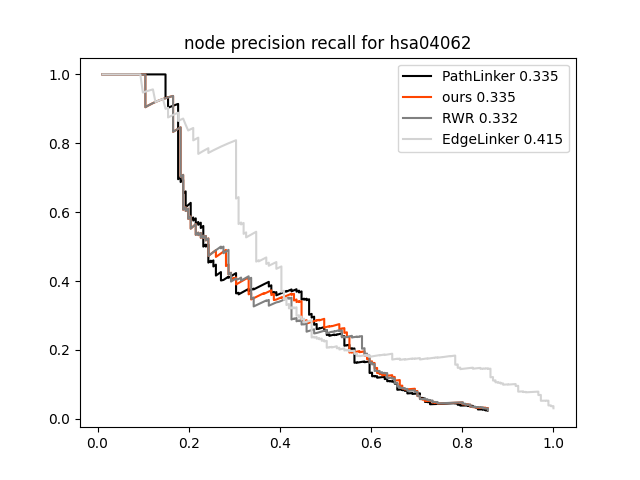 node precision recall for hsa04062
PathLinker 0.335
ours 0.335
RWR 0.332
EdgeLinker 0.415
1.0
0.8
0.6
0.4
0.2
0.0
0.0 0.2 0.4 0.6 0.8 1.0